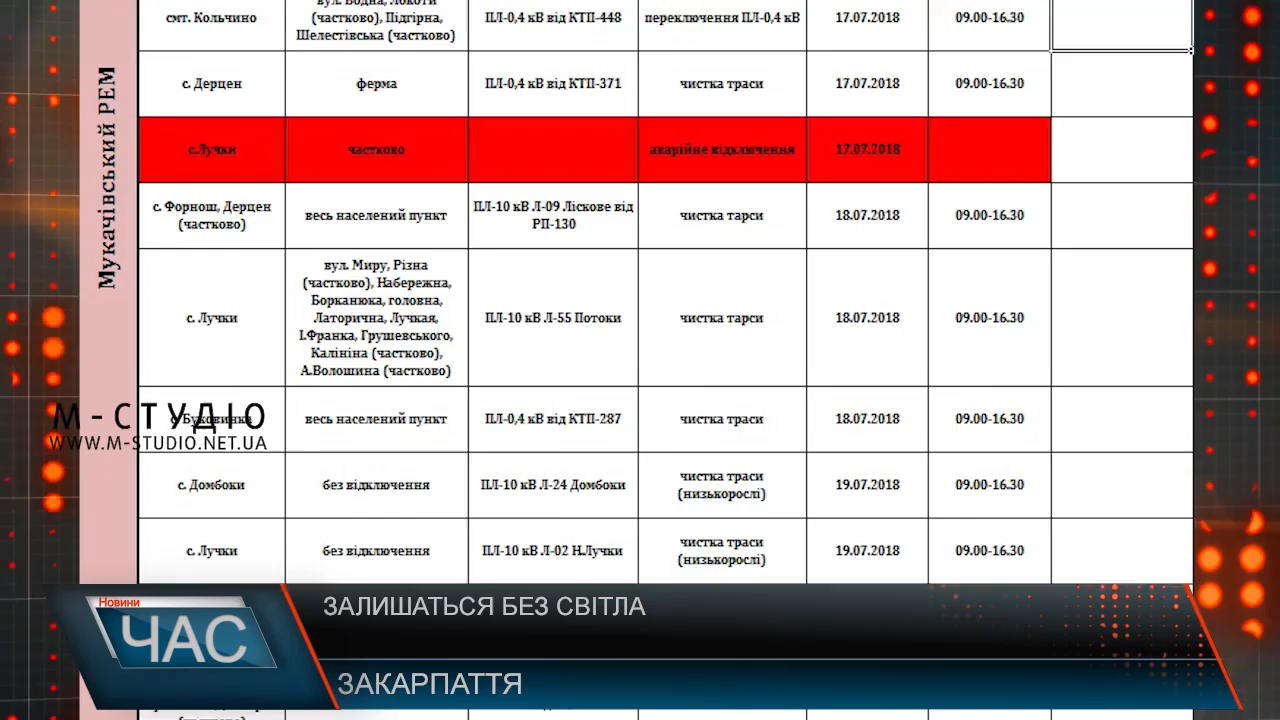 Мукачівський РЕМ
смт. Кольчино
вул. Водна, Локоти
(частково), Підгірна,
Шелестівська (частково)
ПЛ-0,4 кВ від КТП-448
переключення ПЛ-0,4 кВ
17.07.2018
09.00-16.30
с. Дерцен
ферма
ПЛ-0,4 кВ від КТП-371
чистка траси
17.07.2018
09.00-16.30
с.Лучки
частково
аварійне відключення
17.07.2018
с. Форнош, Дерцен
(частково)
весь населений пункт
ПЛ-10 кВ Л-09 Ліскове від
РП-130
чистка тарси
18.07.2018
09.00-16.30
с. Лучки
вул. Миру, Різна
(частково), Набережна,
Борканюка, головна,
Латорична, Лучкая,
І.Франка, Грушевського,
Калініна (частково),
А.Волошина (частково)
ПЛ-10 кВ Л-55 Потоки
чистка тарси
18.07.2018
09.00-16.30
с. Буковинка
весь населений пункт
ПЛ-0,4 кВ від КТП-287
чистка траси
18.07.2018
09.00-16.30
М-СТУДІО
WWW.M-STUDIO.NET.UA
с. Домбоки
без відключення
ПЛ-10 кВ Л-24 Домбоки
чистка траси
(низькорослі)
19.07.2018
09.00-16.30
с. Лучки
без відключення
ПЛ-10 кВ Л-02 Н.Лучки
чистка траси
(низькорослі)
19.07.2018
09.00-16.30
Новини
ЧАС
ЗАЛИШАТЬСЯ БЕЗ СВІТЛА
ЗАКАРПАТТЯ